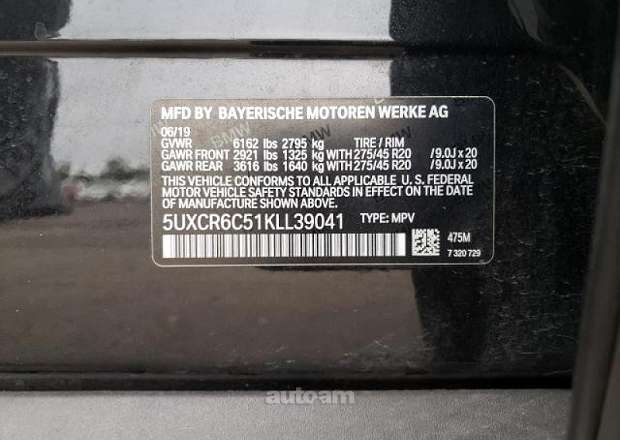 MFD BY BAYERISCHE MOTOREN WERKE AG
06/19
GVWR 6162 lbs 2795 kg TIRE / RIM
GAWR FRONT 2921 lbs 1325 kg WITH 275/45 R20 /9.0J x 20
GAWR REAR 3616 lbs 1640 kg WITH 275/45 R20 /9.0J x 20
THIS VEHICLE CONFORMS TO ALL APPLICABLE U. S. FEDERAL
MOTOR VEHICLE SAFETY STANDARDS IN EFFECT ON THE DATE
OF MANUFACTURE SHOWN ABOVE.
5UXCR6C51KLL39041 TYPE: MPV
475M
7 320 729
auto.am